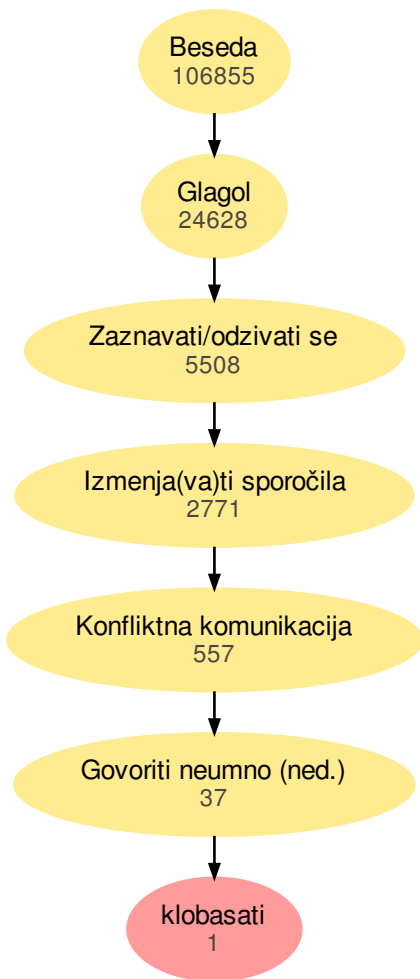 Beseda
106855
Glagol
24628
Zaznavati/odzivati se
5508
Izmenja(va)ti sporočila
2771
Konfliktna komunikacija
557
Govoriti neumno (ned.)
37
klobasati
1